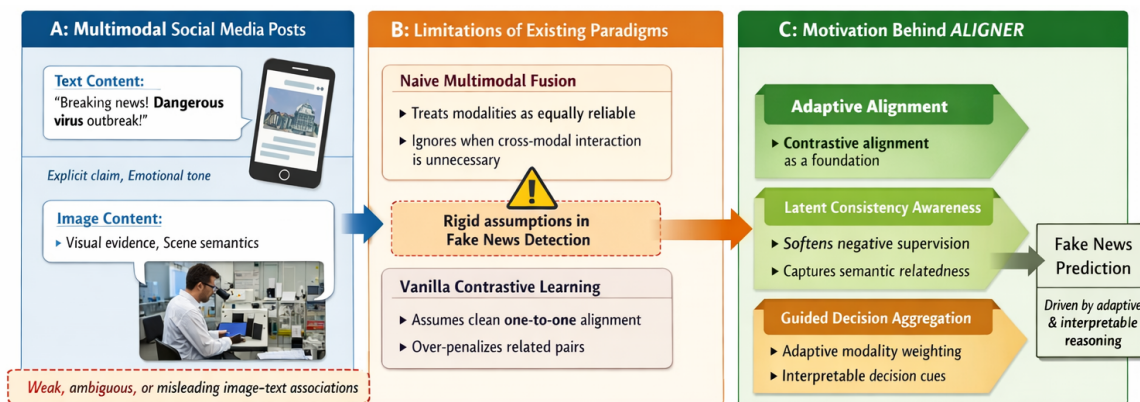 A: Multimodal Social Media Posts
Text Content:
"Breaking news! Dangerous
virus outbreak!"
Explicit claim, Emotional tone
Image Content:
▸ Visual evidence, Scene semantics
Weak, ambiguous, or misleading image-text associations
B: Limitations of Existing Paradigms
Naive Multimodal Fusion
▸ Treats modalities as equally reliable
▸ Ignores when cross-modal interaction
is unnecessary
Rigid assumptions in
Fake News Detection
Vanilla Contrastive Learning
▸ Assumes clean one-to-one alignment
▸ Over-penalizes related pairs
C: Motivation Behind ALIGNER
Adaptive Alignment
▸ Contrastive alignment
as a foundation
Latent Consistency Awareness
▸ Softens negative supervision
▸ Captures semantic relatedness
Guided Decision Aggregation
▸ Adaptive modality weighting
▸ Interpretable decision cues
Fake News
Prediction
Driven by adaptive
& interpretable
reasoning